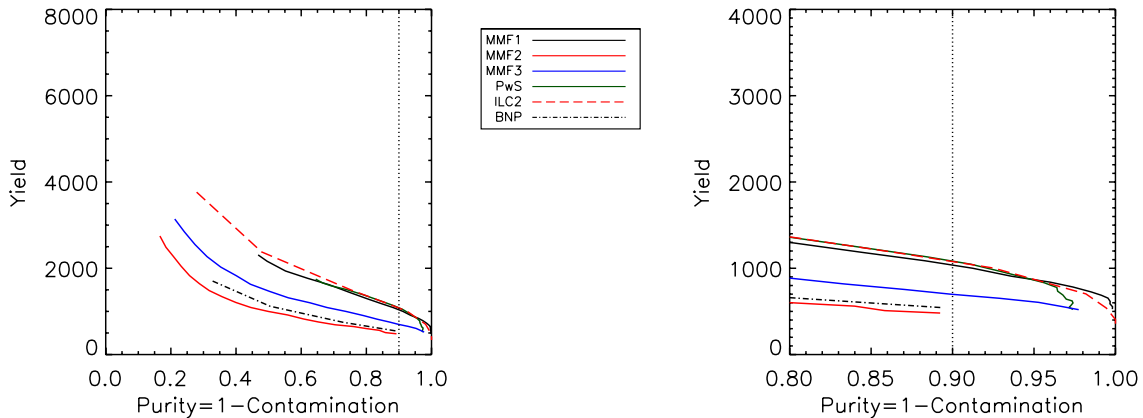 8000
6000
4000
2000
0
Yield
0.0 0.2 0.4 0.6 0.8 1.0
Purity=1-Contamination
MMF1
MMF2
MMF3
PwS
ILC2
BNP
4000
3000
2000
1000
0
Yield
0.80 0.85 0.90 0.95 1.00
Purity=1-Contamination